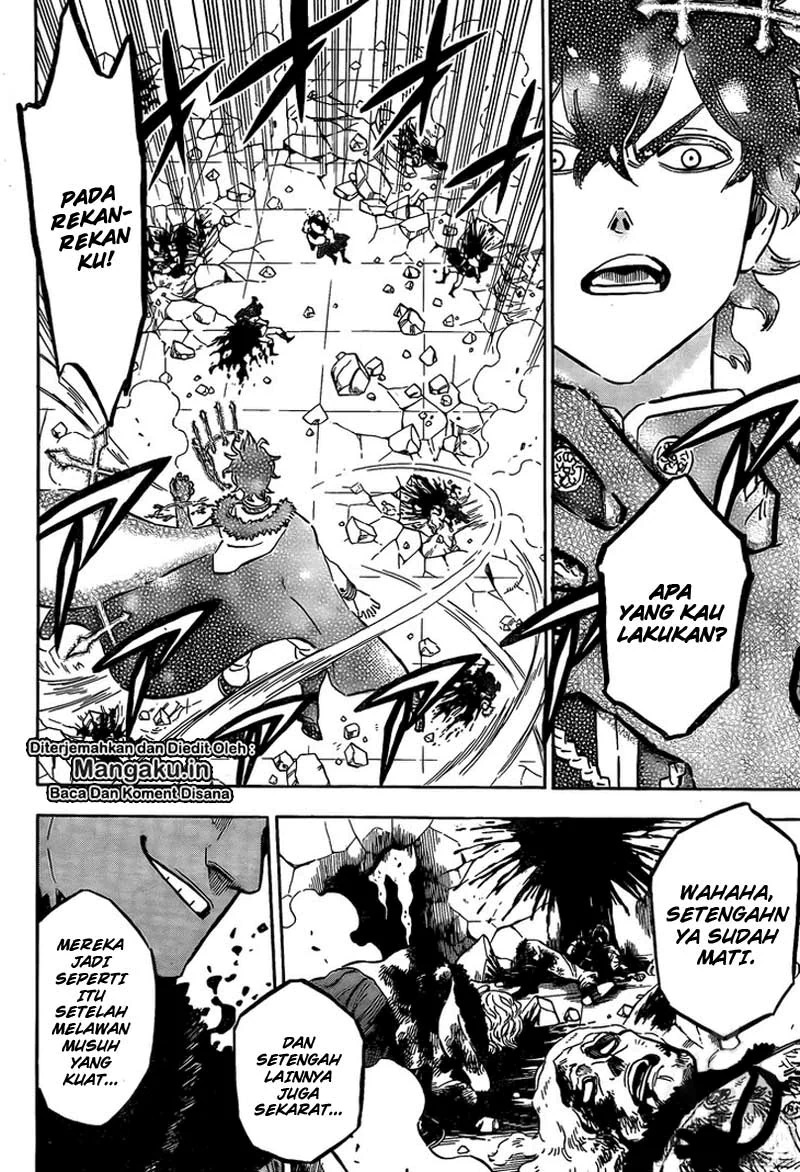 APA
YANG KAU
LAKUKAN?
PADA
REKAN-
REKAN
KU!
Diterjemahkan dan Diedit Oleh :
Mangaku.in
Baca Dan Koment Disana
WAHAHA,
SETENGAHN
YA SUDAH
MATI.
DAN
SETENGAH
LAINNYA
JUGA
SEKARAT...
MEREKA
JADI
SEPERTI
ITU
SETELAH
MELAWAN
MUSUH
YANG
KUAT...